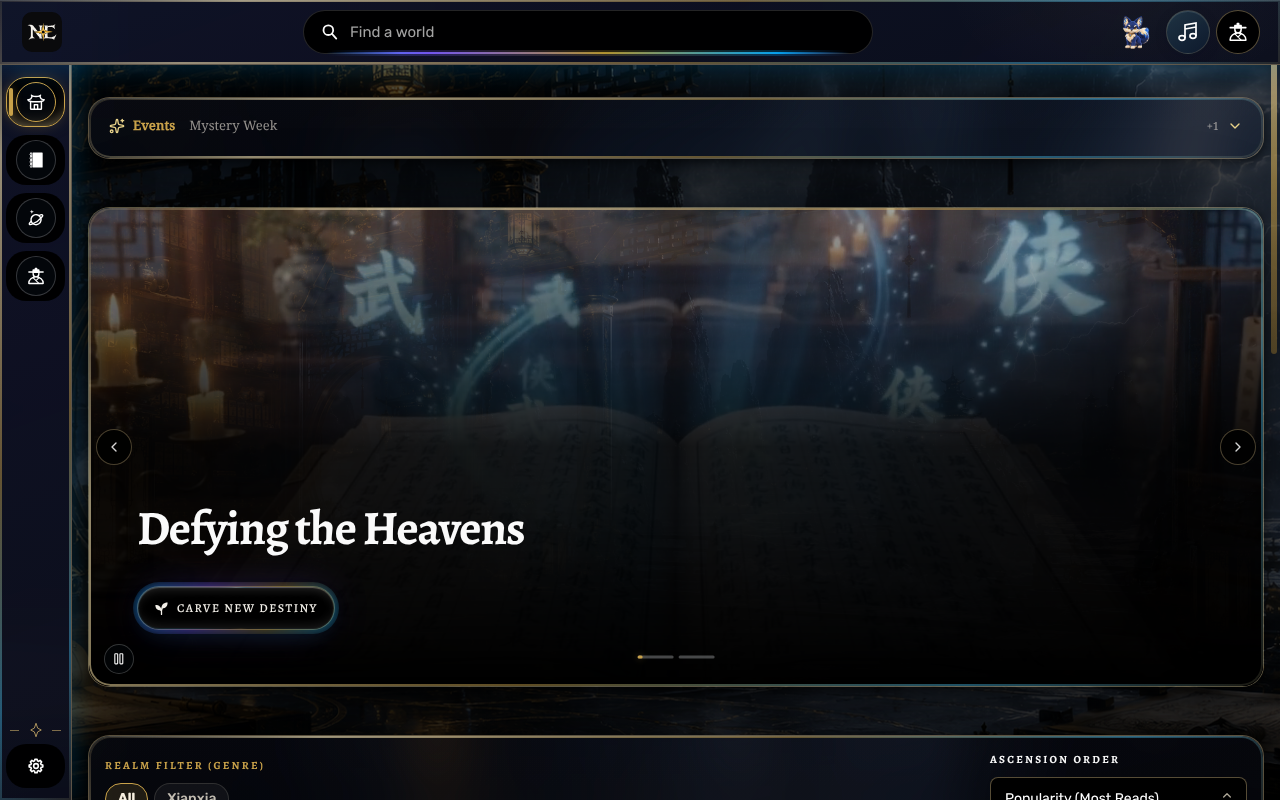 NE
Find a world
Events Mystery Week +1
武 武 侠
侠
侠
Defying the Heavens
CARVE NEW DESTINY
REALM FILTER (GENRE)
ASCENSION ORDER
All Xianxia
Popularity (Most Reads)